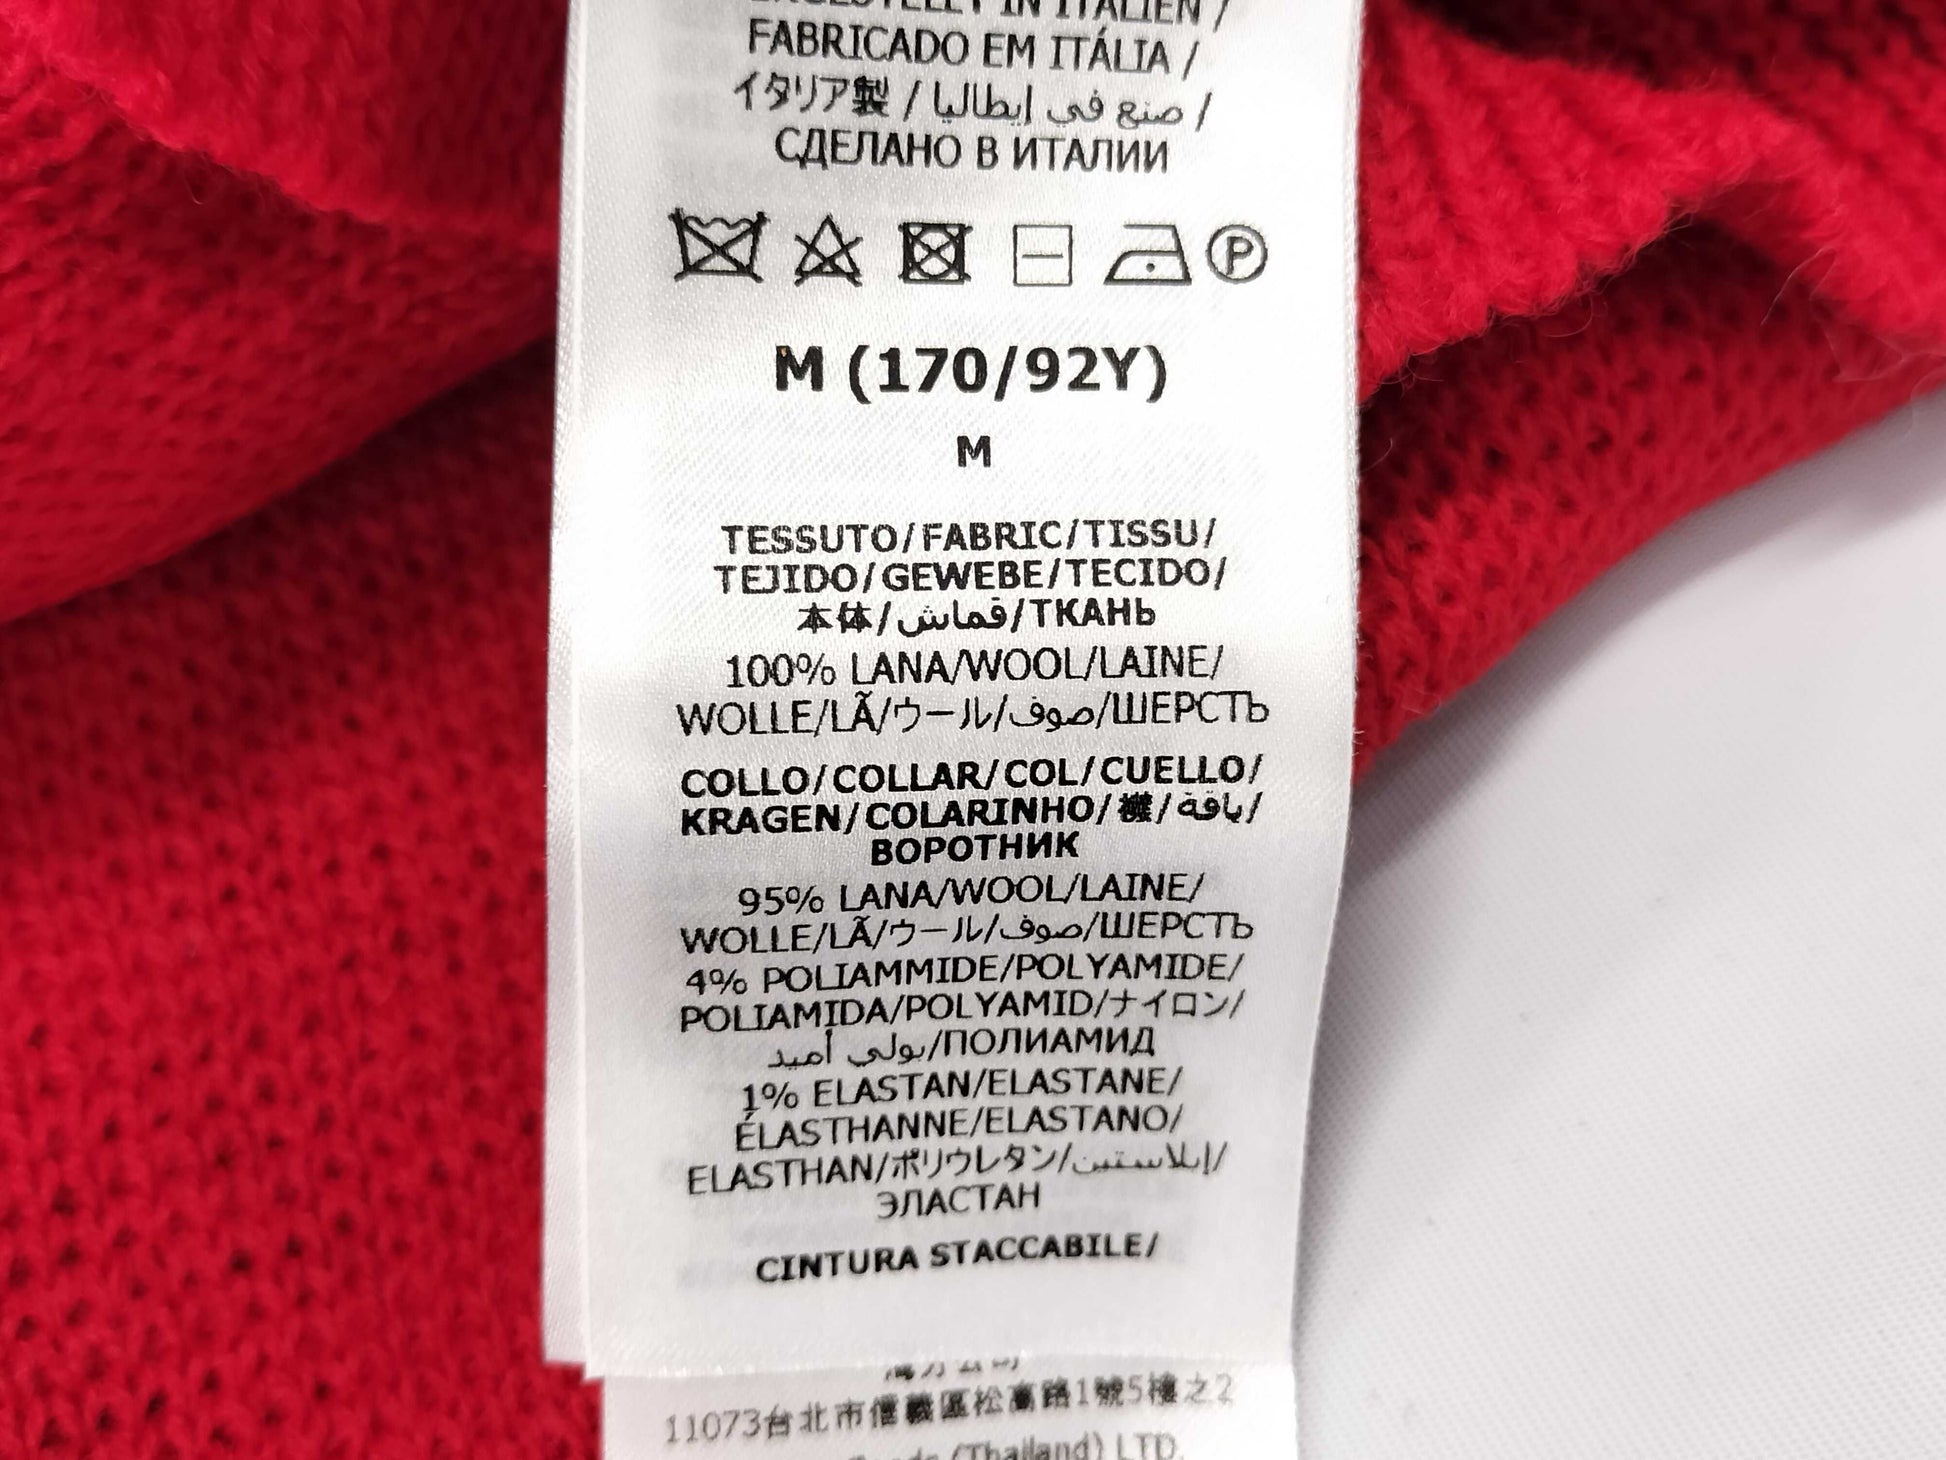 HERGESTELLT IN ITALIEN /
FABRICADO EM ITÁLIA /
イタリア製 / صنع في إيطاليا /
СДЕЛАНО В ИТАЛИИ
P
M (170/92Y)
M
TESSUTO/FABRIC/TISSU/
TEJIDO/GEWEBE/TECIDO/
本体/قماش/ТКАНЬ
100% LANA/WOOL/LAINE/
WOLLE/LÃ/ウール/صوف/ШЕРСТЬ
COLLO/COLLAR/COL/CUELLO/
KRAGEN/COLARINHO/襟/ياقة/
ВОРОТНИК
95% LANA/WOOL/LAINE/
WOLLE/LÃ/ウール/صوف/ШЕРСТЬ
4% POLIAMMIDE/POLYAMIDE/
POLIAMIDA/POLYAMID/ナイロン/
بولي أميد/ПОЛИАМИД
1% ELASTAN/ELASTANE/
ÉLASTHANNE/ELASTANO/
ELASTHAN/ポリウレタン/إيلاستين/
ЭЛАСТАН
CINTURA STACCABILE/
11073台北市信義區松高路1號5樓之2
(Thailand) LTD.